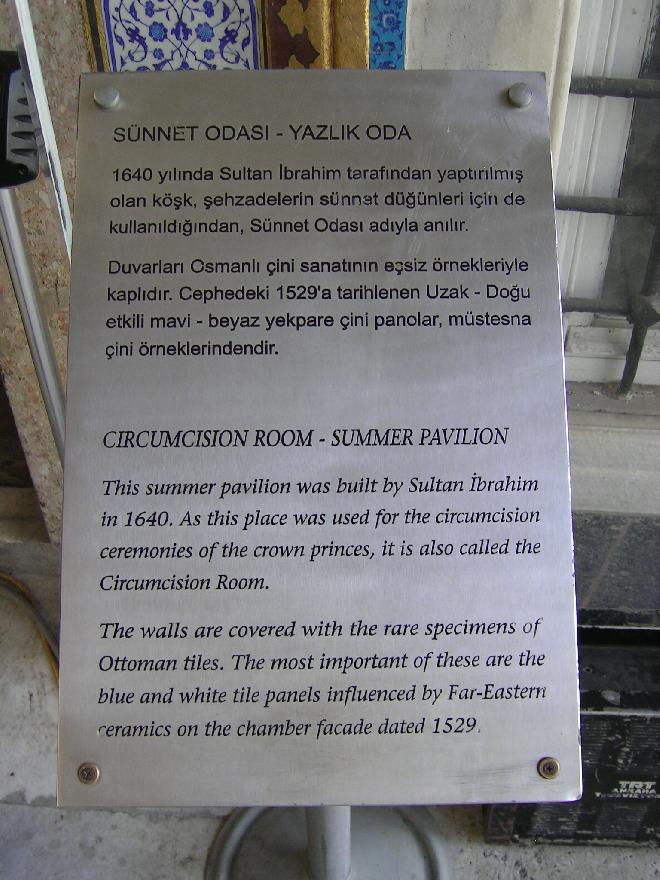 SÜNNET ODASI - YAZLIK ODA
1640 yılında Sultan İbrahim tarafından yaptırılmış
olan köşk, şehzadelerin sünnet düğünleri için de
kullanıldığından, Sünnet Odası adıyla anılır.
Duvarları Osmanlı çini sanatının eşsiz örnekleriyle
kaplıdır. Cephedeki 1529'a tarihlenen Uzak - Doğu
etkili mavi - beyaz yekpare çini panolar, müstesna
çini örneklerindendir.
CIRCUMCISION ROOM - SUMMER PAVILION
This summer pavilion was built by Sultan İbrahim
in 1640. As this place was used for the circumcision
ceremonies of the crown princes, it is also called the
Circumcision Room.
The walls are covered with the rare specimens of
Ottoman tiles. The most important of these are the
blue and white tile panels influenced by Far-Eastern
ceramics on the chamber facade dated 1529.
TRT
ANKARA